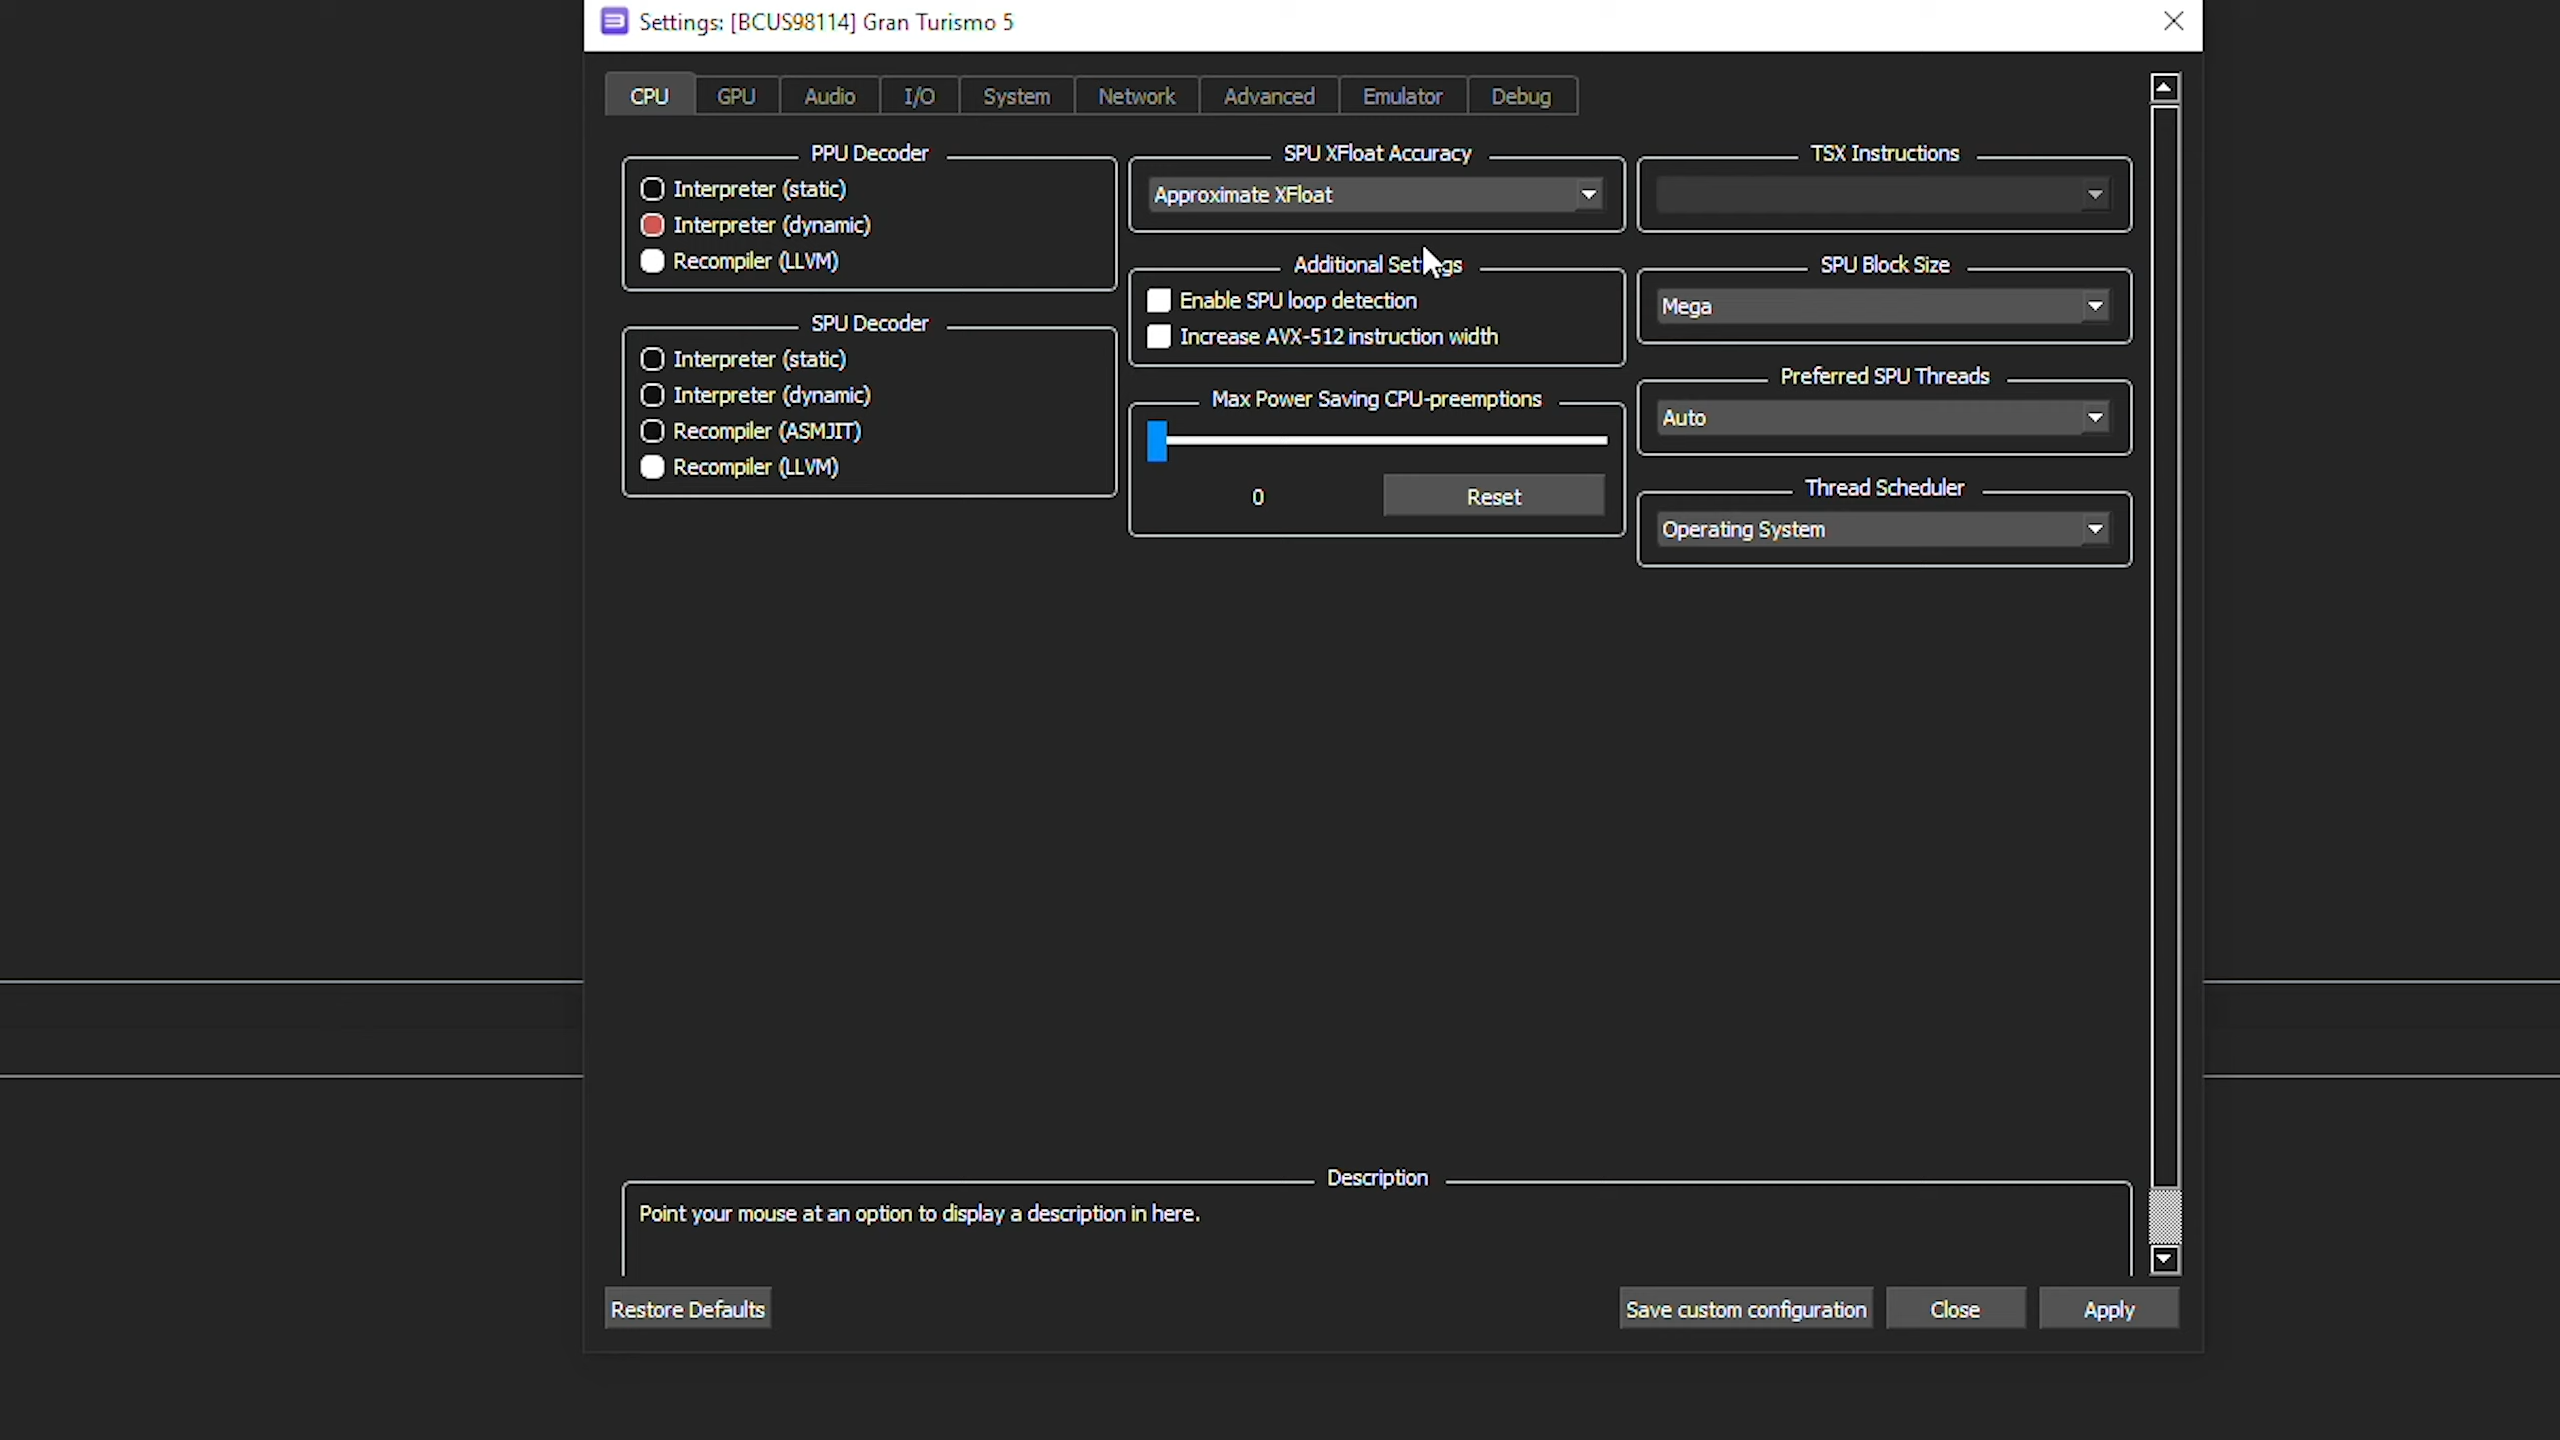 Settings: [BCUS98114] Gran Turismo 5
CPU GPU Audio I/O System Network Advanced Emulator Debug
PPU Decoder
Interpreter (static)
Interpreter (dynamic)
Recompiler (LLVM)
SPU Decoder
Interpreter (static)
Interpreter (dynamic)
Recompiler (ASMJIT)
Recompiler (LLVM)
SPU XFloat Accuracy
Approximate XFloat
Additional Settings
Enable SPU loop detection
Increase AVX-512 instruction width
Max Power Saving CPU-preemptions
0 Reset
TSX Instructions
SPU Block Size
Mega
Preferred SPU Threads
Auto
Thread Scheduler
Operating System
Description
Point your mouse at an option to display a description in here.
Restore Defaults Save custom configuration Close Apply